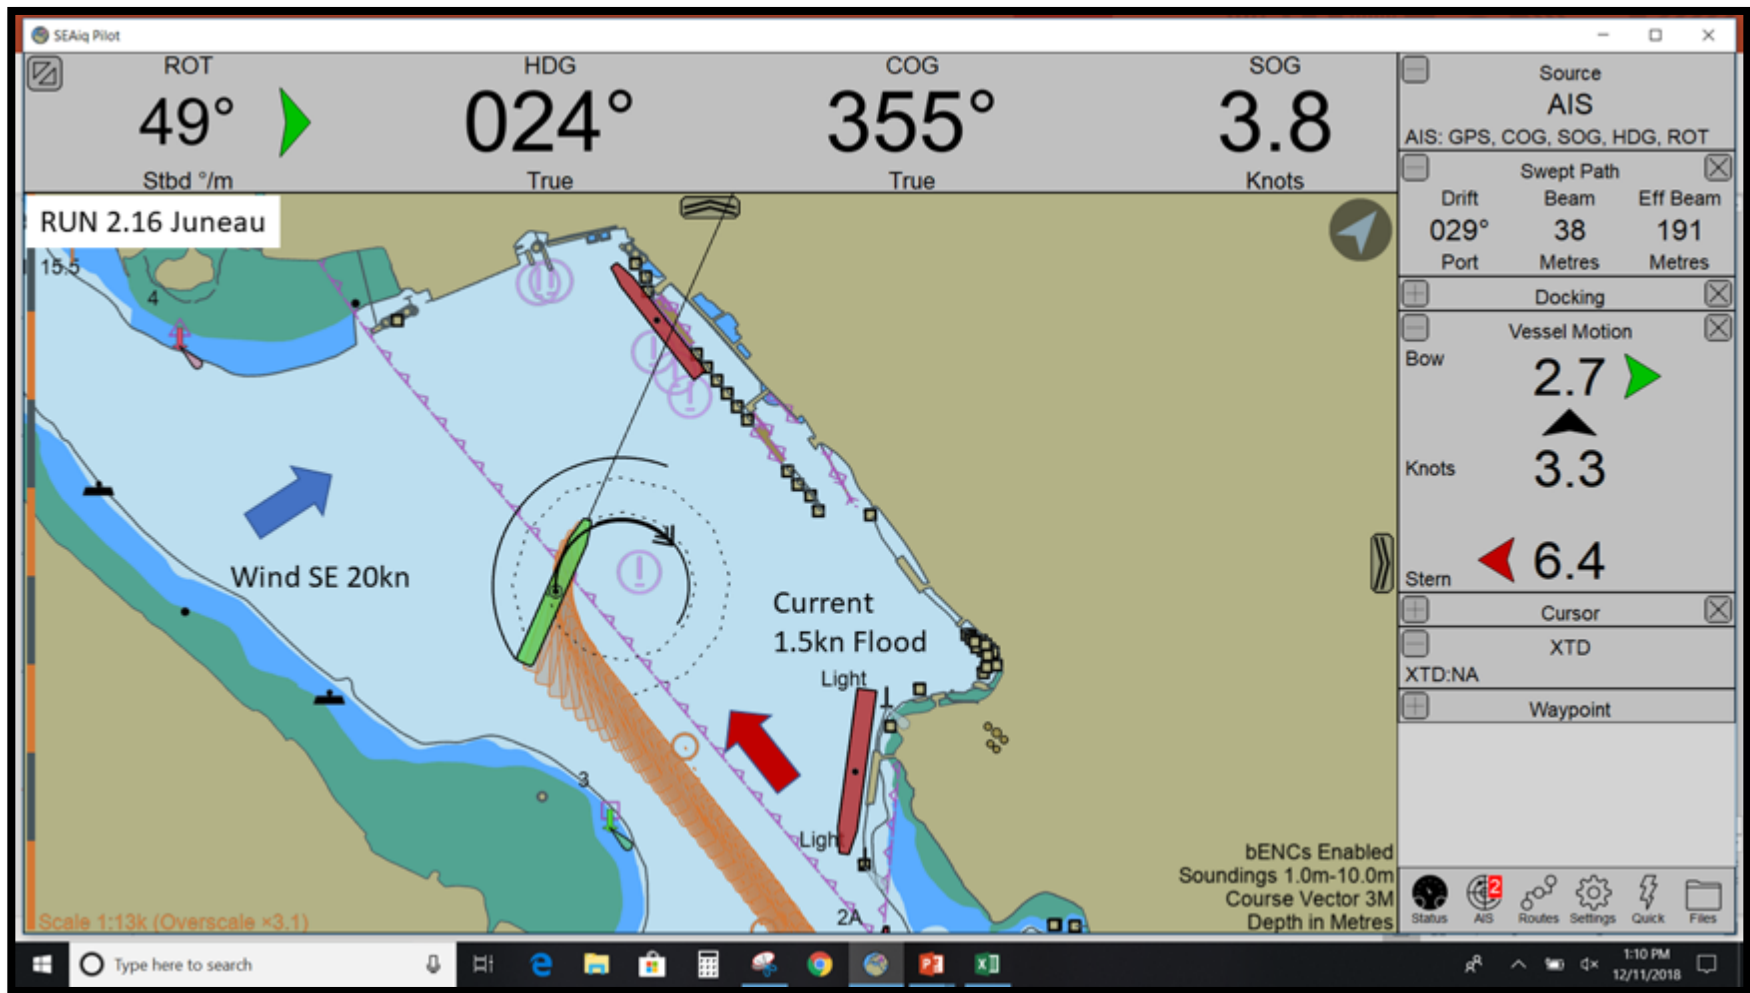 SEAiq Pilot
ROT
HDG
COG
SOG
49°
024°
355°
3.8
Stbd °/m
True
True
Knots
RUN 2.16 Juneau
15.5
4
Wind SE 20kn
Current
1.5kn Flood
Light
Light
3
2A
bENCs Enabled
Soundings 1.0m-10.0m
Course Vector 3M
Depth in Metres
Scale 1:13k (Overscale ×3.1)
Source
AIS
AIS: GPS, COG, SOG, HDG, ROT
Swept Path
Drift Beam Eff Beam
029° 38 191
Port Metres Metres
Docking
Vessel Motion
Bow
2.7
Knots
3.3
Stern
6.4
Cursor
XTD
XTD:NA
Waypoint
2
Status AIS Routes Settings Quick Files
Type here to search
1:10 PM
12/11/2018